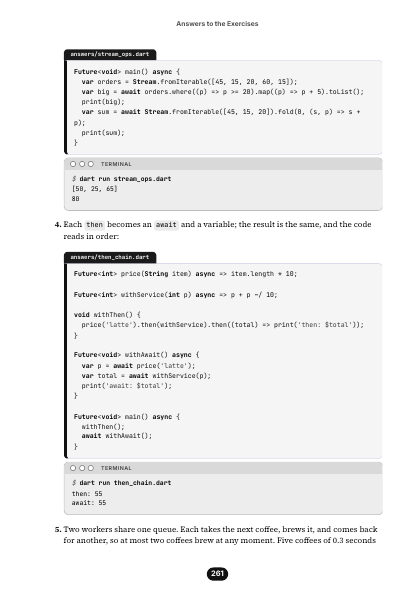 Answers to the Exercises
answers/stream_ops.dart
Future<void> main() async {
  var orders = Stream.fromIterable([45, 15, 20, 60, 15]);
  var big = await orders.where((p) => p >= 20).map((p) => p + 5).toList();
  print(big);
  var sum = await Stream.fromIterable([45, 15, 20]).fold(0, (s, p) => s +
p);
  print(sum);
}
TERMINAL
$ dart run stream_ops.dart
[50, 25, 65]
80
4. Each then becomes an await and a variable; the result is the same, and the code
reads in order:
answers/then_chain.dart
Future<int> price(String item) async => item.length * 10;
Future<int> withService(int p) async => p + p ~/ 10;
void withThen() {
  price('latte').then(withService).then((total) => print('then: $total'));
}
Future<void> withAwait() async {
  var p = await price('latte');
  var total = await withService(p);
  print('await: $total');
}
Future<void> main() async {
  withThen();
  await withAwait();
}
TERMINAL
$ dart run then_chain.dart
then: 55
await: 55
5. Two workers share one queue. Each takes the next coffee, brews it, and comes back
for another, so at most two coffees brew at any moment. Five coffees of 0.3 seconds
261